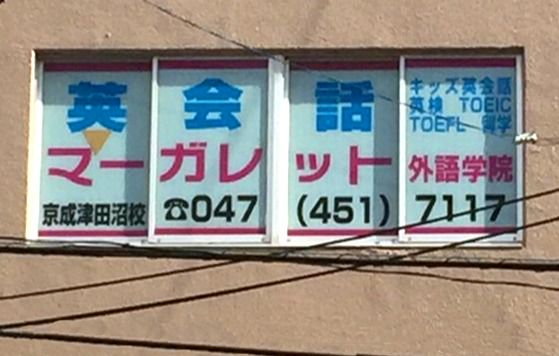 英会話
キッズ英会話
英検 TOEIC
TOEFL 留学
マーガレット外語学院
京成津田沼校 ☎047(451)7117